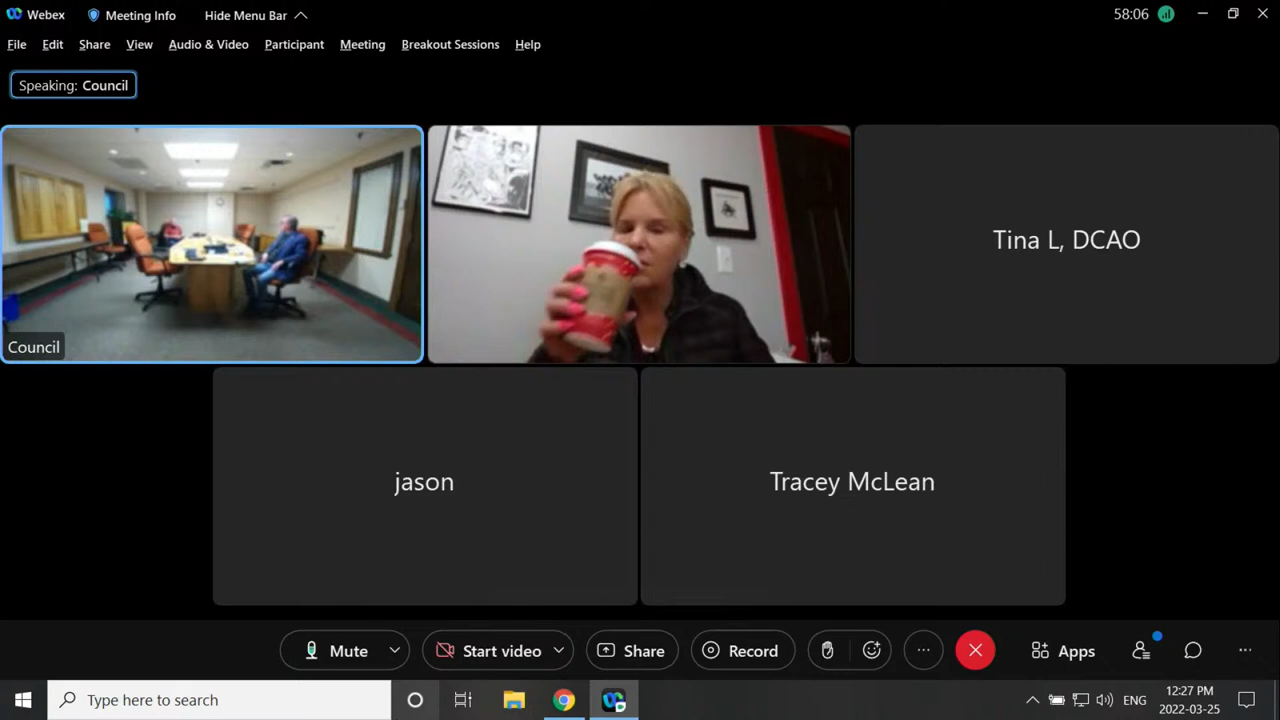 Webex
Meeting Info
Hide Menu Bar
58:06
File
Edit
Share
View
Audio & Video
Participant
Meeting
Breakout Sessions
Help
Speaking: Council
Council
Tina L, DCAO
jason
Tracey McLean
Mute
Start video
Share
Record
Apps
Type here to search
ENG
12:27 PM
2022-03-25